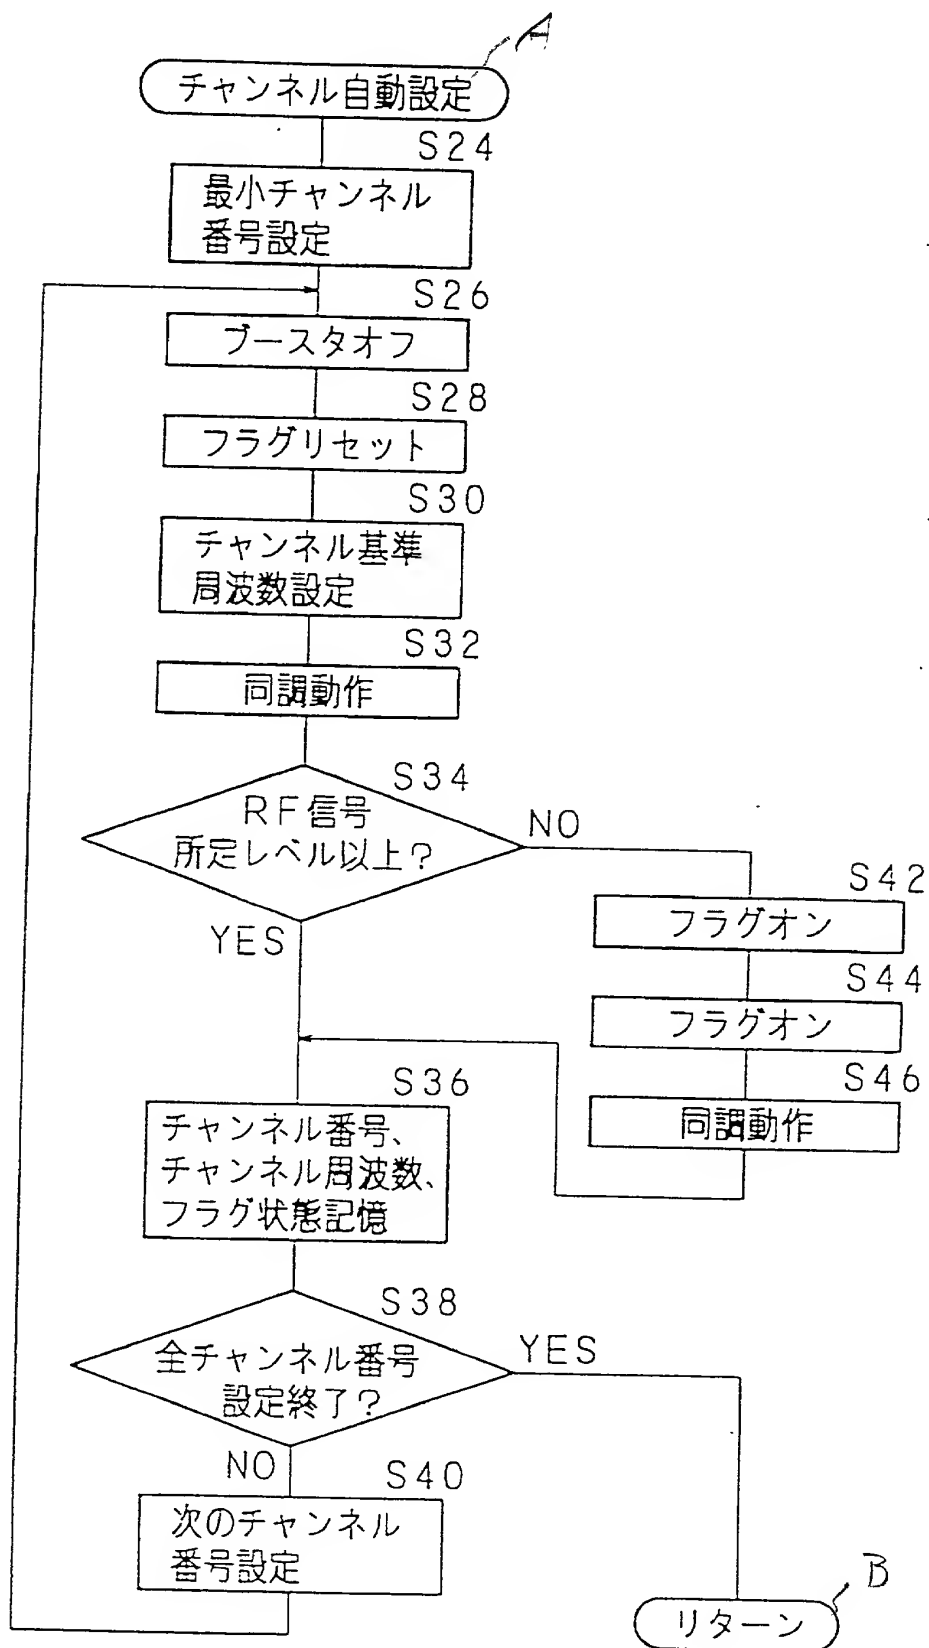 A
チャンネル自動設定
S24
最小チャンネル
番号設定
S26
ブースタオフ
S28
フラグリセット
S30
チャンネル基準
周波数設定
S32
同調動作
S34
RF信号
所定レベル以上?
NO
YES
S42
フラグオン
S44
フラグオン
S46
同調動作
S36
チャンネル番号、
チャンネル周波数、
フラグ状態記憶
S38
全チャンネル番号
設定終了?
YES
NO
S40
次のチャンネル
番号設定
B
リターン